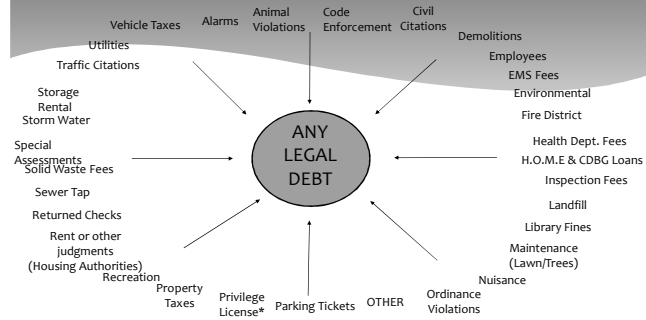 Vehicle Taxes
Alarms
Animal
Violations
Code
Enforcement
Civil
Citations
Demolitions
Employees
EMS Fees
Environmental
Fire District
Health Dept. Fees
H.O.M.E & CDBG Loans
Inspection Fees
Landfill
Library Fines
Maintenance
(Lawn/Trees)
Nuisance
Ordinance
Violations
OTHER
Parking Tickets
Privilege
License*
Property
Taxes
Recreation
Rent or other
judgments
(Housing Authorities)
Returned Checks
Sewer Tap
Solid Waste Fees
Special
Assessments
Storm Water
Storage
Rental
Traffic Citations
Utilities
ANY
LEGAL
DEBT